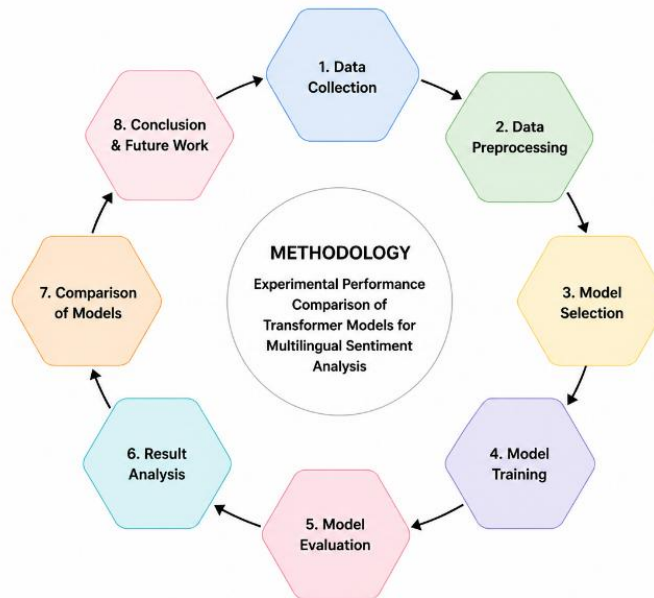 1. Data
Collection
2. Data
Preprocessing
3. Model
Selection
4. Model
Training
5. Model
Evaluation
6. Result
Analysis
7. Comparison
of Models
8. Conclusion
& Future Work
METHODOLOGY
Experimental Performance
Comparison of
Transformer Models for
Multilingual Sentiment
Analysis